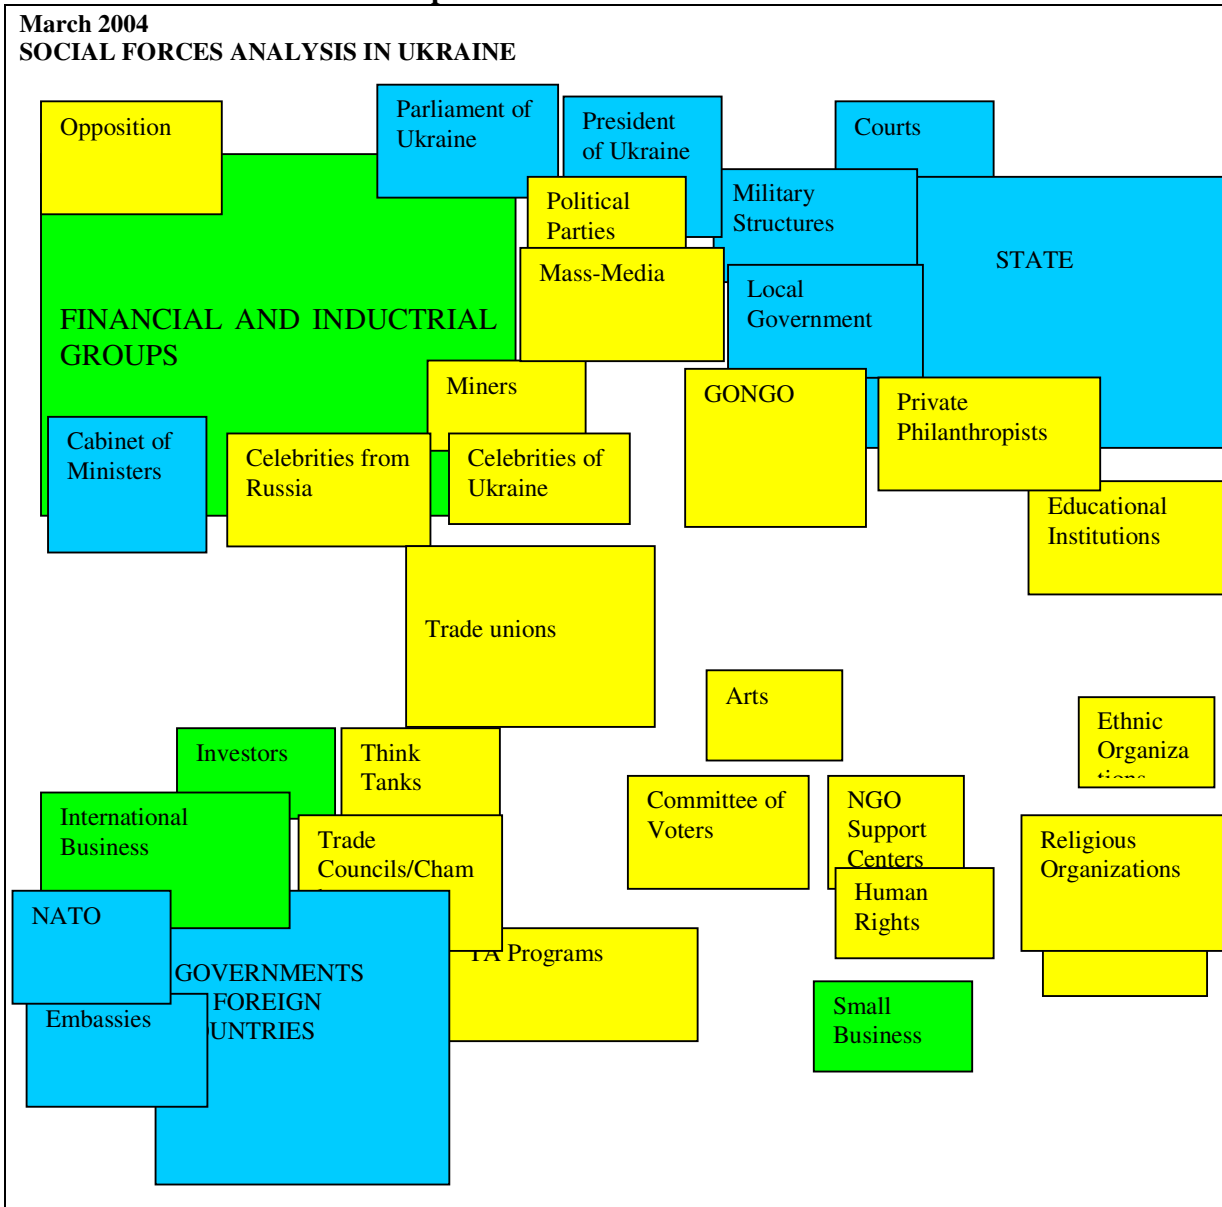 March 2004
SOCIAL FORCES ANALYSIS IN UKRAINE
Opposition
Parliament of
Ukraine
President
of Ukraine
Courts
Political
Parties
Military
Structures
STATE
Mass-Media
Local
Government
FINANCIAL AND INDUCTRIAL
GROUPS
Miners
GONGO
Private
Philanthropists
Cabinet of
Ministers
Celebrities from
Russia
Celebrities of
Ukraine
Educational
Institutions
Trade unions
Arts
Ethnic
Organiza
tions
Investors
Think
Tanks
International
Business
Trade
Councils/Cham
Committee of
Voters
NGO
Support
Centers
Human
Rights
Religious
Organizations
NATO
GOVERNMENTS
FOREIGN
UNTRIES
Embassies
TA Programs
Small
Business